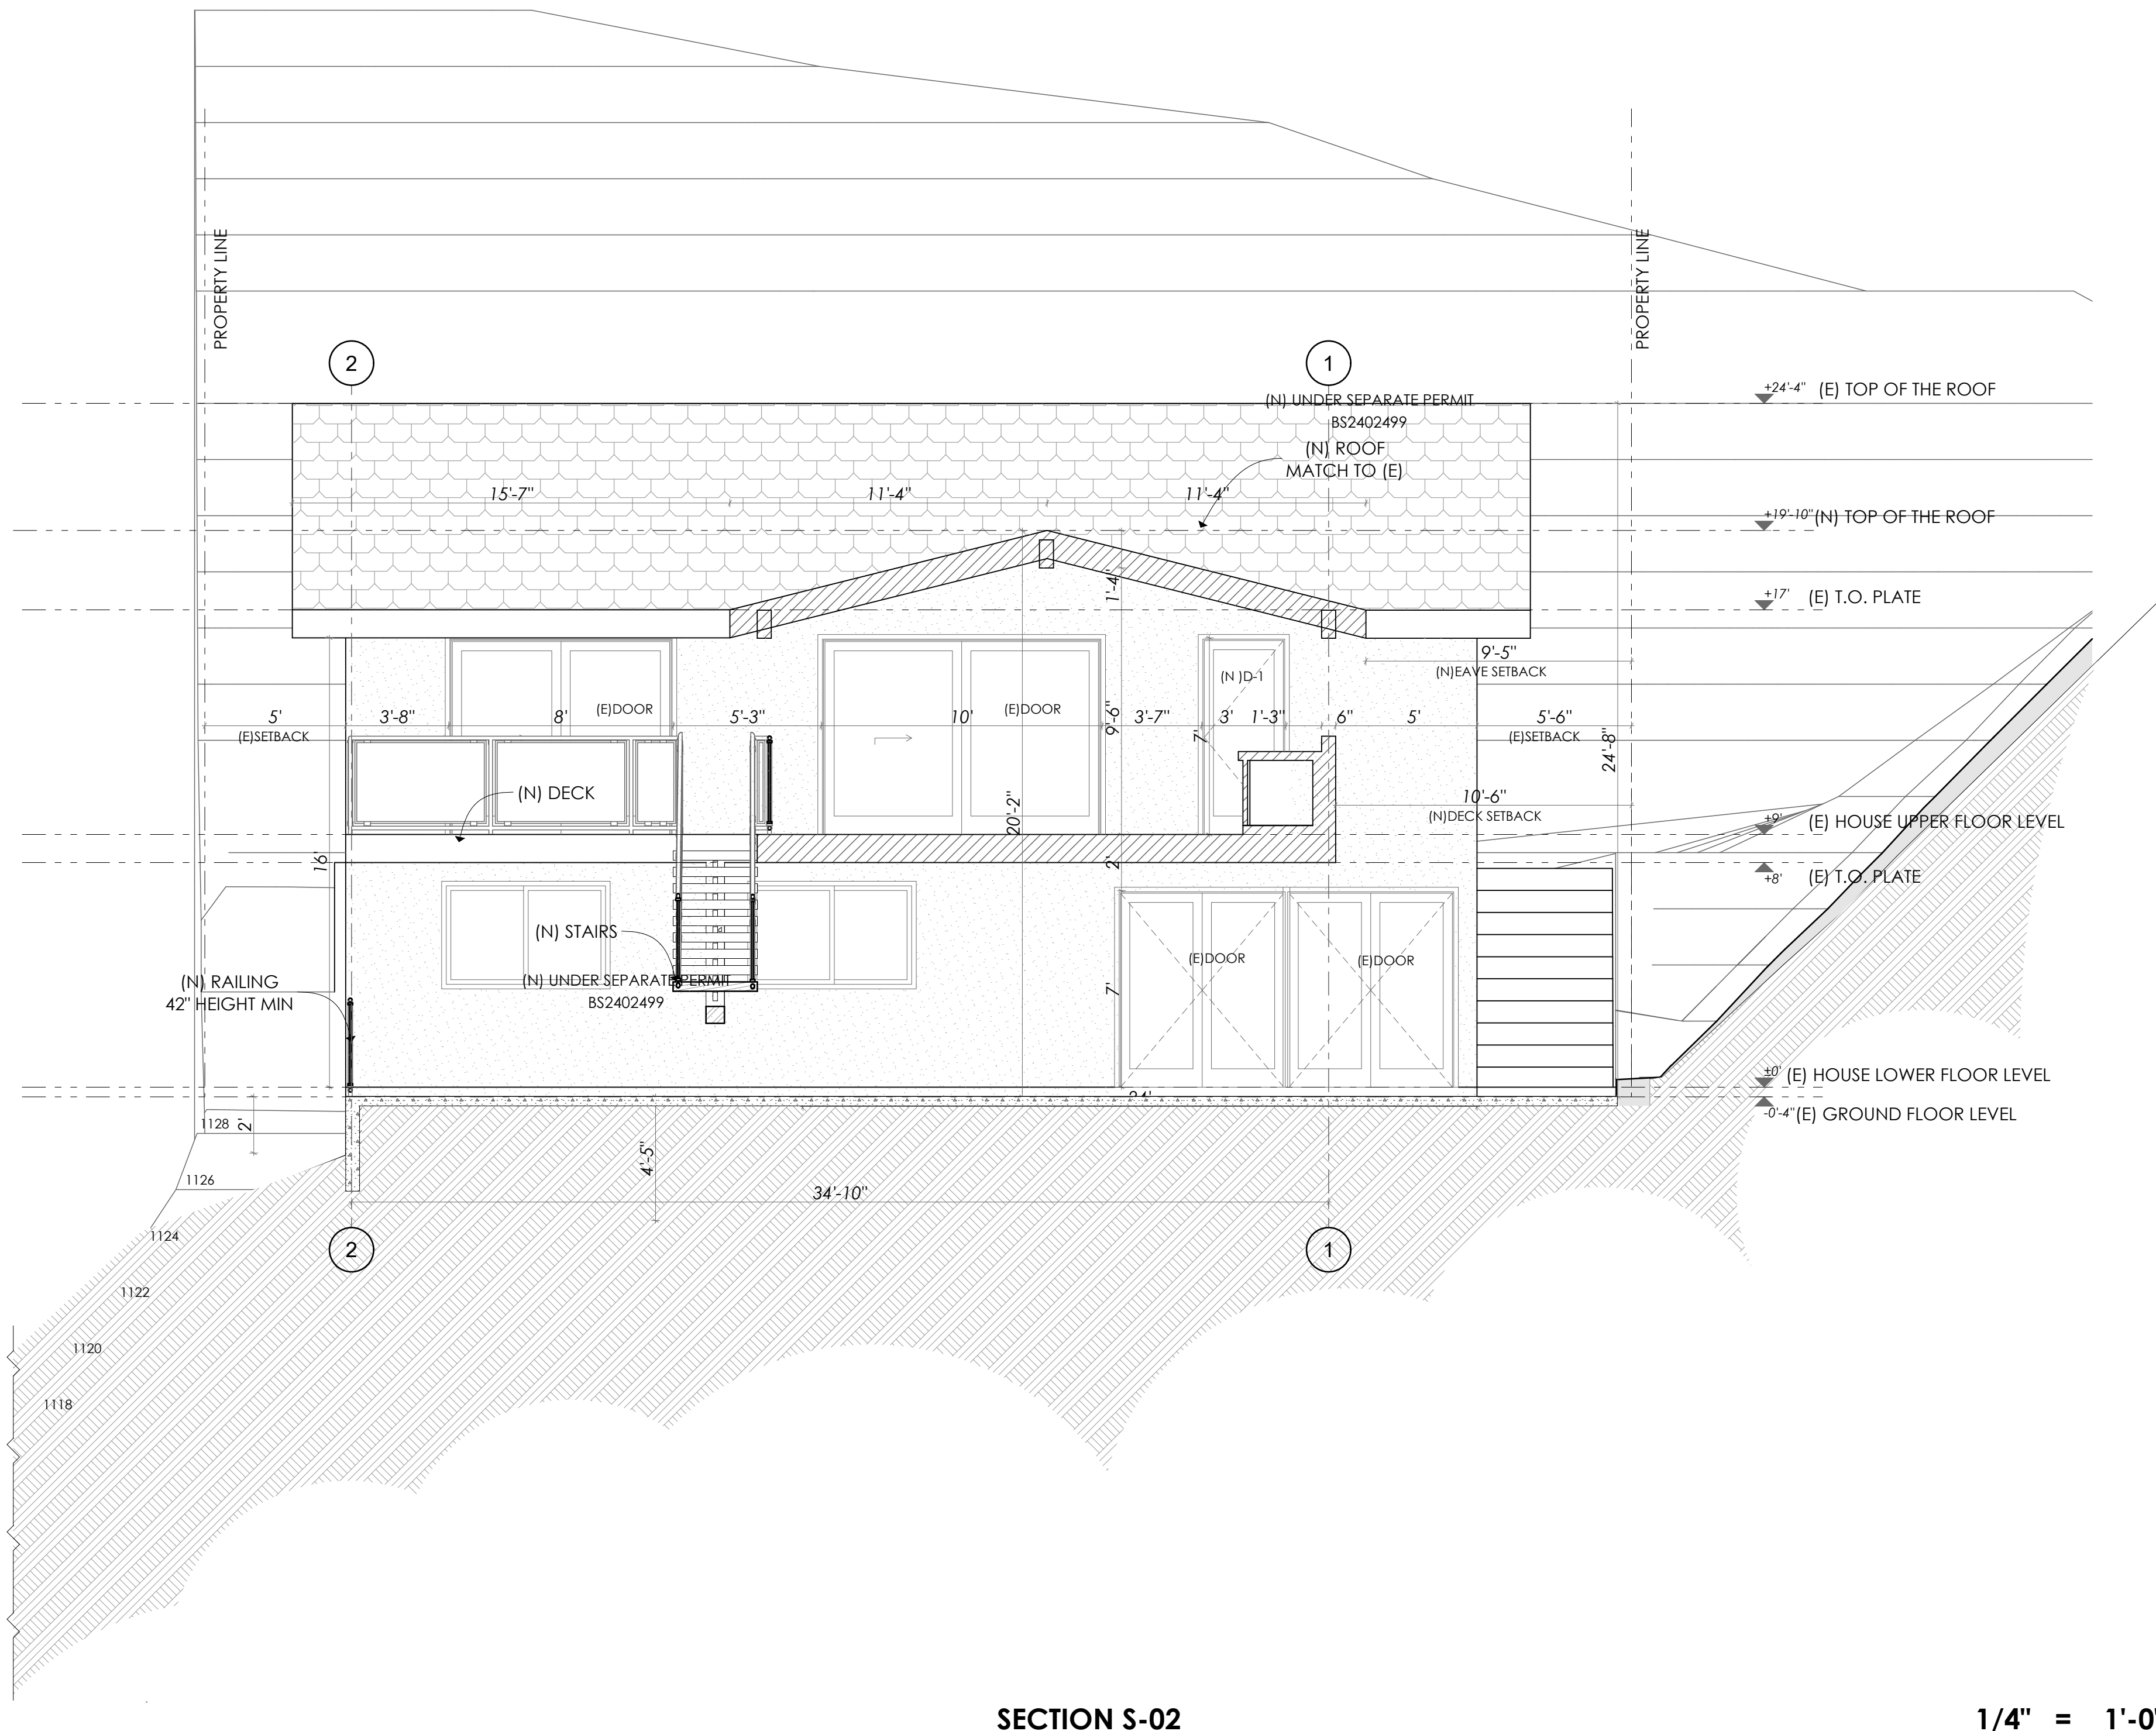 PROPERTY LINE
PROPERTY LINE
2
1
+24'-4" (E) TOP OF THE ROOF
(N) UNDER SEPARATE PERMIT
BS2402499
(N) ROOF
MATCH TO (E)
15'-7"
11'-4"
11'-4"
+19'-10" (N) TOP OF THE ROOF
1'-4"
+17' (E) T.O. PLATE
9'-5"
(N)EAVE SETBACK
(N )D-1
5'
(E)SETBACK
3'-8"
8'
(E)DOOR
5'-3"
10'
(E)DOOR
9'-6"
3'-7"
7'
3'
1'-3"
6"
5'
5'-6"
(E)SETBACK
24'-8"
(N) DECK
20'-2"
10'-6"
(N)DECK SETBACK
+9' (E) HOUSE UPPER FLOOR LEVEL
16'
2'
+8' (E) T.O. PLATE
(N) STAIRS
(E)DOOR
(E)DOOR
(N) RAILING
42" HEIGHT MIN
(N) UNDER SEPARATE PERMIT
BS2402499
7'
±0' (E) HOUSE LOWER FLOOR LEVEL
24'
-0'-4" (E) GROUND FLOOR LEVEL
1128
2'
4'-5"
1126
34'-10"
1124
2
1
1122
1120
1118
SECTION S-02
1/4" = 1'-0